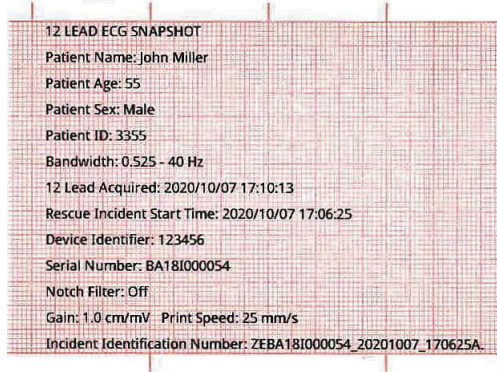 12 LEAD ECG SNAPSHOT
Patient Name: John Miller
Patient Age: 55
Patient Sex: Male
Patient ID: 3355
Bandwidth: 0.525 - 40 Hz
12 Lead Acquired: 2020/10/07 17:10:13
Rescue Incident Start Time: 2020/10/07 17:06:25
Device Identifier: 123456
Serial Number: BA18I000054
Notch Filter: Off
Gain: 1.0 cm/mV   Print Speed: 25 mm/s
Incident Identification Number: ZEBA18I000054_20201007_170625A.